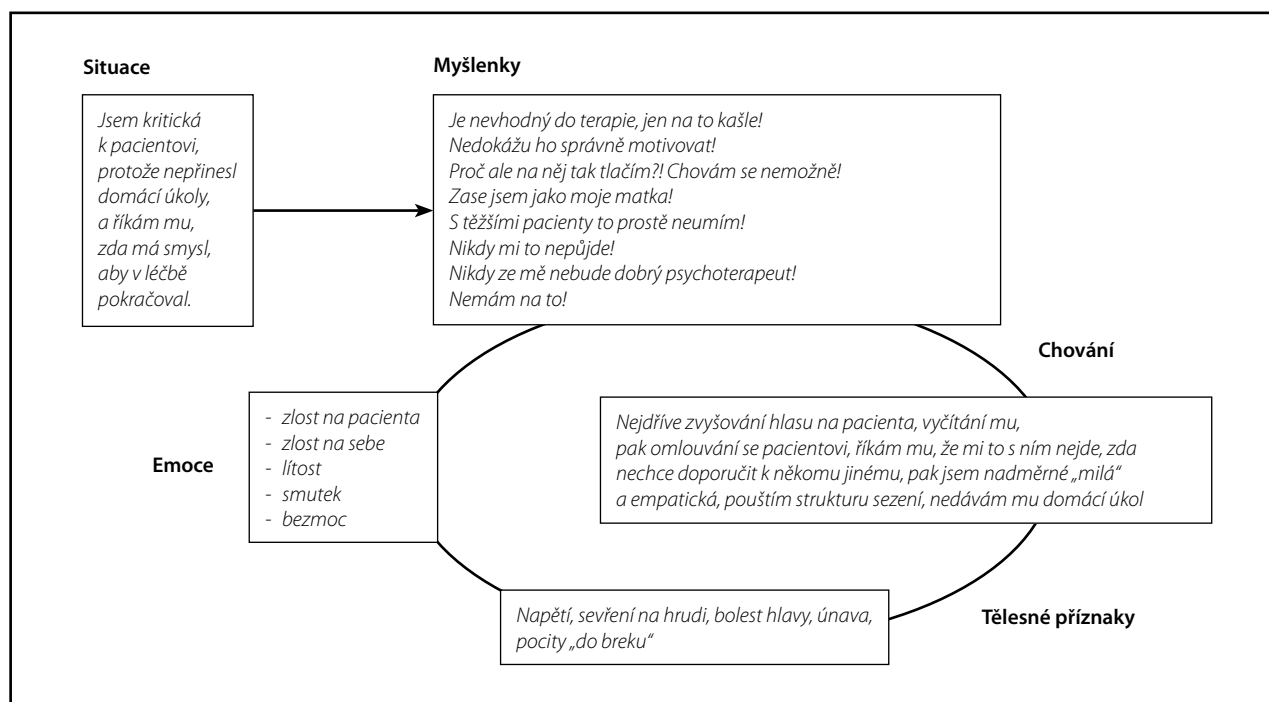 Situace
Jsem kritická
k pacientovi,
protože nepřinesl
domácí úkoly,
a říkám mu,
zda má smysl,
aby v léčbě
pokračoval.
Myšlenky
Je nevhodný do terapie, jen na to kašle!
Nedokážu ho správně motivovat!
Proč ale na něj tak tlačím?! Chovám se nemožně!
Zase jsem jako moje matka!
S těžšími pacienty to prostě neumím!
Nikdy mi to nepůjde!
Nikdy ze mě nebude dobrý psychoterapeut!
Nemám na to!
Chování
Nejdříve zvyšování hlasu na pacienta, vyčítání mu,
pak omlouvání se pacientovi, říkám mu, že mi to s ním nejde, zda
nechce doporučit k někomu jinému, pak jsem nadměrné „milá“
a empatická, pouštím strukturu sezení, nedávám mu domácí úkol
Emoce
- zlost na pacienta
- zlost na sebe
- lítost
- smutek
- bezmoc
Tělesné příznaky
Napětí, sevření na hrudi, bolest hlavy, únava,
pocity „do breku“